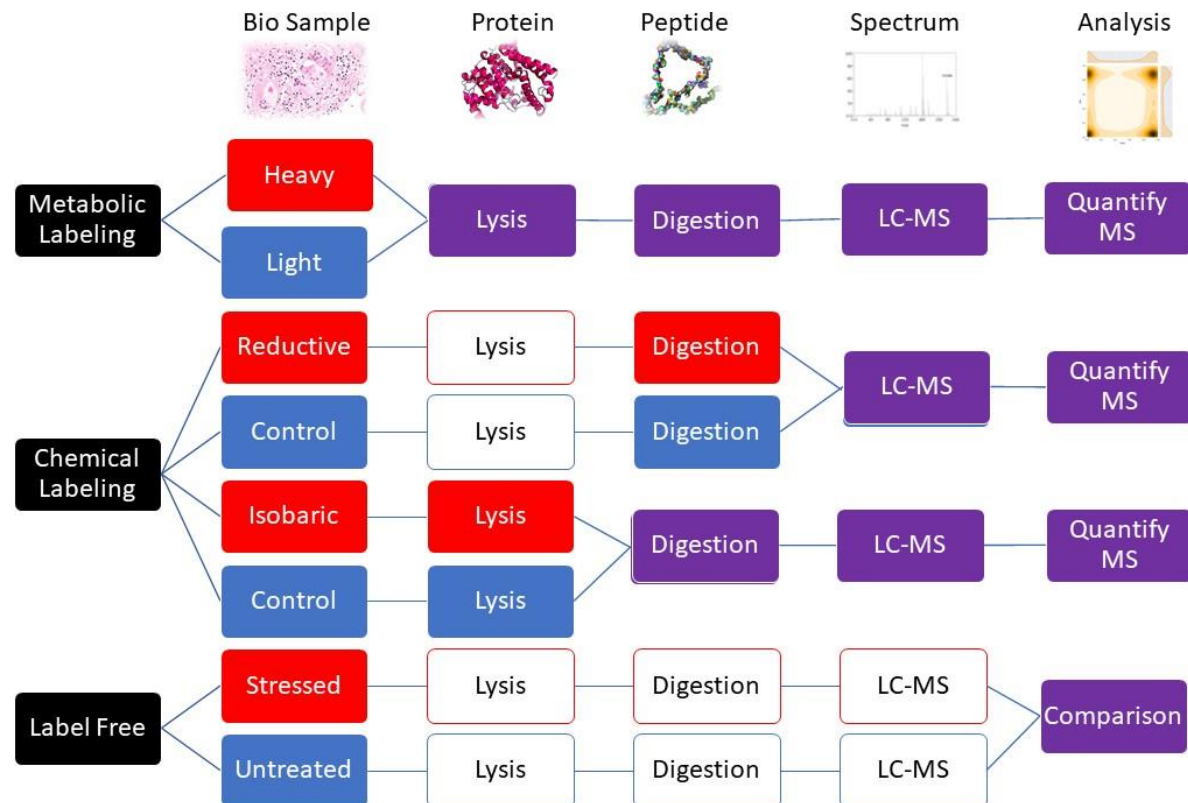 Bio Sample
Protein
Peptide
Spectrum
Analysis
Metabolic
Labeling
Heavy
Light
Lysis
Digestion
LC-MS
Quantify
MS
Chemical
Labeling
Reductive
Lysis
Digestion
Control
Lysis
Digestion
LC-MS
Quantify
MS
Isobaric
Lysis
Control
Lysis
Digestion
LC-MS
Quantify
MS
Label Free
Stressed
Lysis
Digestion
LC-MS
Untreated
Lysis
Digestion
LC-MS
Comparison